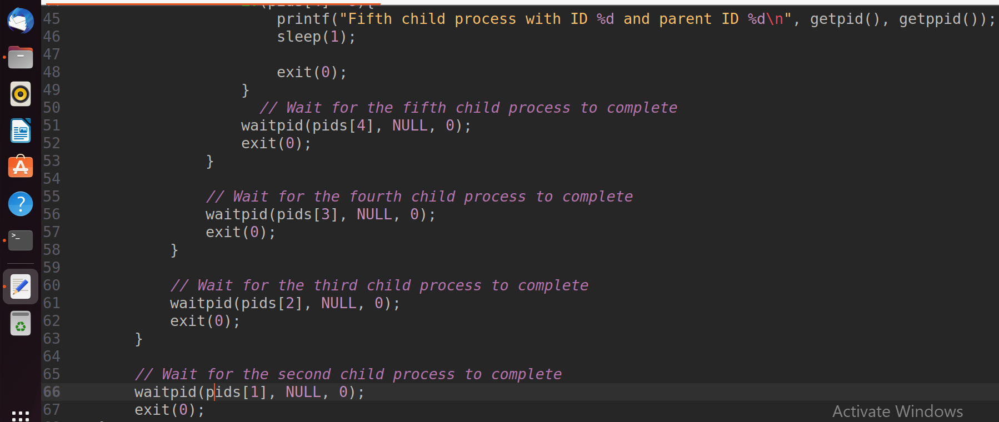 45 printf("Fifth child process with ID %d and parent ID %d\n", getpid(), getppid());
46 sleep(1);
47
48 exit(0);
49 }
50 // Wait for the fifth child process to complete
51 waitpid(pids[4], NULL, 0);
52 exit(0);
53 }
54
55 // Wait for the fourth child process to complete
56 waitpid(pids[3], NULL, 0);
57 exit(0);
58 }
59
60 // Wait for the third child process to complete
61 waitpid(pids[2], NULL, 0);
62 exit(0);
63 }
64
65 // Wait for the second child process to complete
66 waitpid(pids[1], NULL, 0);
67 exit(0);
Activate Windows